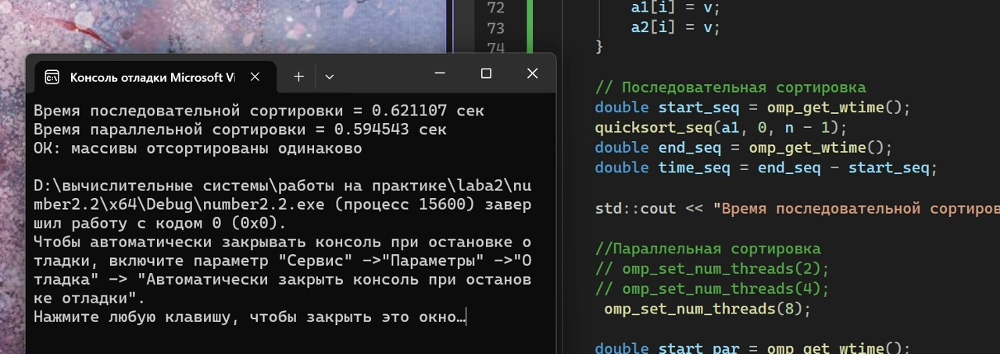 Консоль отладки Microsoft Vi
Время последовательной сортировки = 0.621107 сек
Время параллельной сортировки = 0.594543 сек
ОК: массивы отсортированы одинаково
D:\вычислительные системы\работы на практике\laba2\nu
mber2.2\x64\Debug\number2.2.exe (процесс 15600) завер
шил работу с кодом 0 (0x0).
Чтобы автоматически закрывать консоль при остановке о
тладки, включите параметр "Сервис" ->"Параметры" ->"О
тладка" -> "Автоматически закрыть консоль при останов
ке отладки".
Нажмите любую клавишу, чтобы закрыть это окно…
72
73
74
a1[i] = v;
a2[i] = v;
}
// Последовательная сортировка
double start_seq = omp_get_wtime();
quicksort_seq(a1, 0, n - 1);
double end_seq = omp_get_wtime();
double time_seq = end_seq - start_seq;
std::cout << "Время последовательной сортиров
//Параллельная сортировка
// omp_set_num_threads(2);
// omp_set_num_threads(4);
omp_set_num_threads(8);
double start_par = omp_get_wtime();